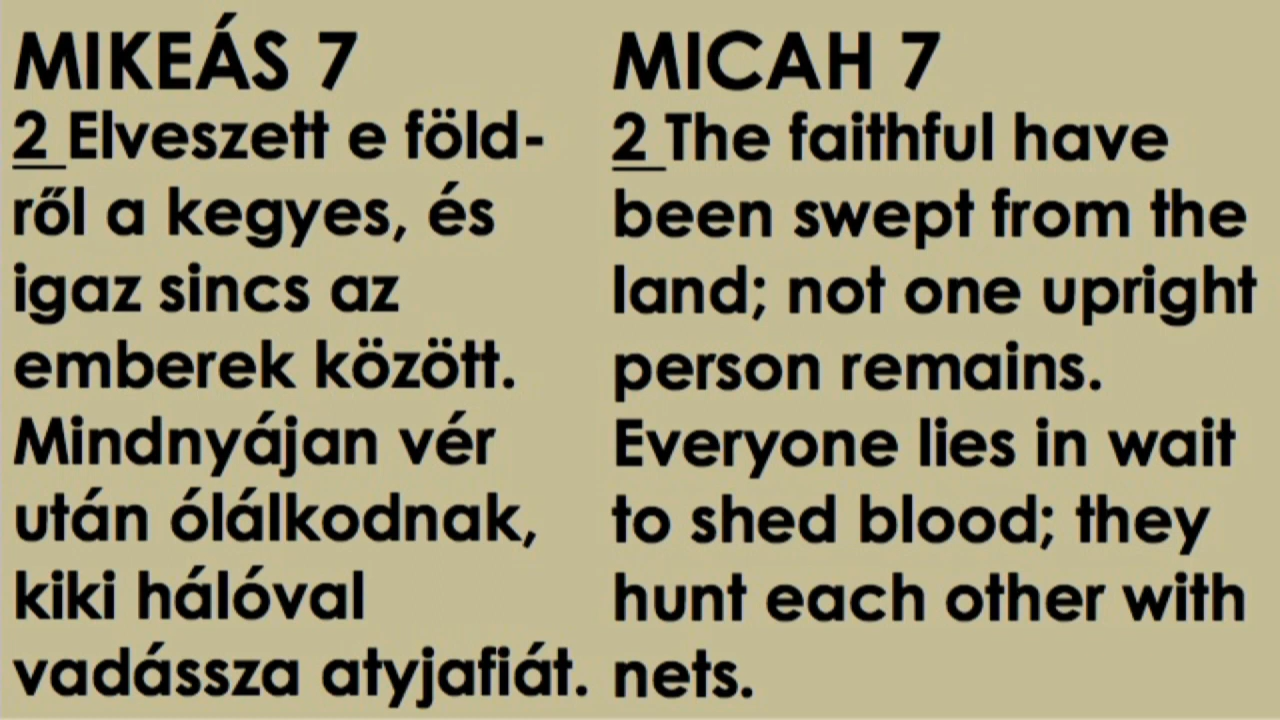 MIKEÁS 7
2 Elveszett e föld-
ről a kegyes, és
igaz sincs az
emberek között.
Mindnyájan vér
után ólálkodnak,
kiki hálóval
vadássza atyjafiát.
MICAH 7
2 The faithful have
been swept from the
land; not one upright
person remains.
Everyone lies in wait
to shed blood; they
hunt each other with
nets.